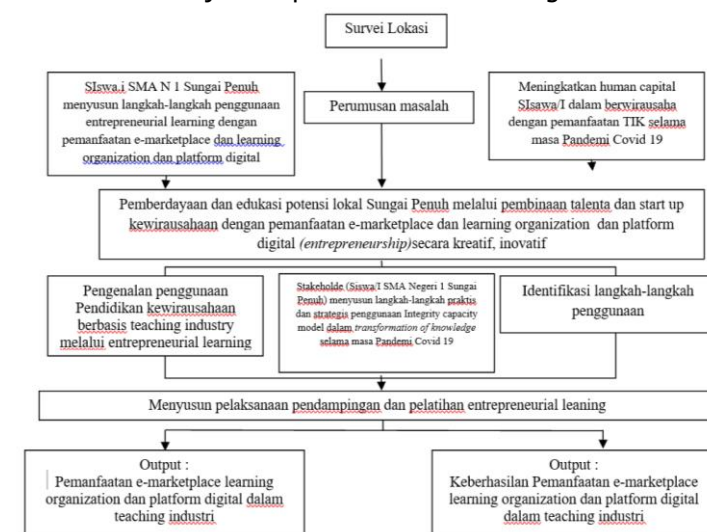 Survei Lokasi
SIswa.i SMA N 1 Sungai Penuh
menyusun langkah-langkah penggunaan
entrepreneurial learning dengan
pemanfaatan e-marketplace dan learning
organization dan platform digital
Perumusan masalah
Meningkatkan human capital
SIsawa/I dalam berwirausaha
dengan pemanfaatan TIK selama
masa Pandemi Covid 19
Pemberdayaan dan edukasi potensi lokal Sungai Penuh melalui pembinaan talenta dan start up
kewirausahaan dengan pemanfaatan e-marketplace dan learning organization dan platform
digital (entrepreneurship)secara kreatif, inovatif
Pengenalan penggunaan
Pendidikan kewirausahaan
berbasis teaching industry
melalui entrepreneurial learning
Stakeholde (Siswa/I SMA Negeri 1 Sungai
Penuh) menyusun langkah-langkah praktis
dan strategis penggunaan Integrity capacity
model dalam transformation of knowledge
selama masa Pandemi Covid 19
Identifikasi langkah-langkah
penggunaan
Menyusun pelaksanaan pendampingan dan pelatihan entrepreneurial leaning
Output :
Pemanfaatan e-marketplace learning
organization dan platform digital dalam
teaching industri
Output :
Keberhasilan Pemanfaatan e-marketplace
learning organization dan platform digital
dalam teaching industri